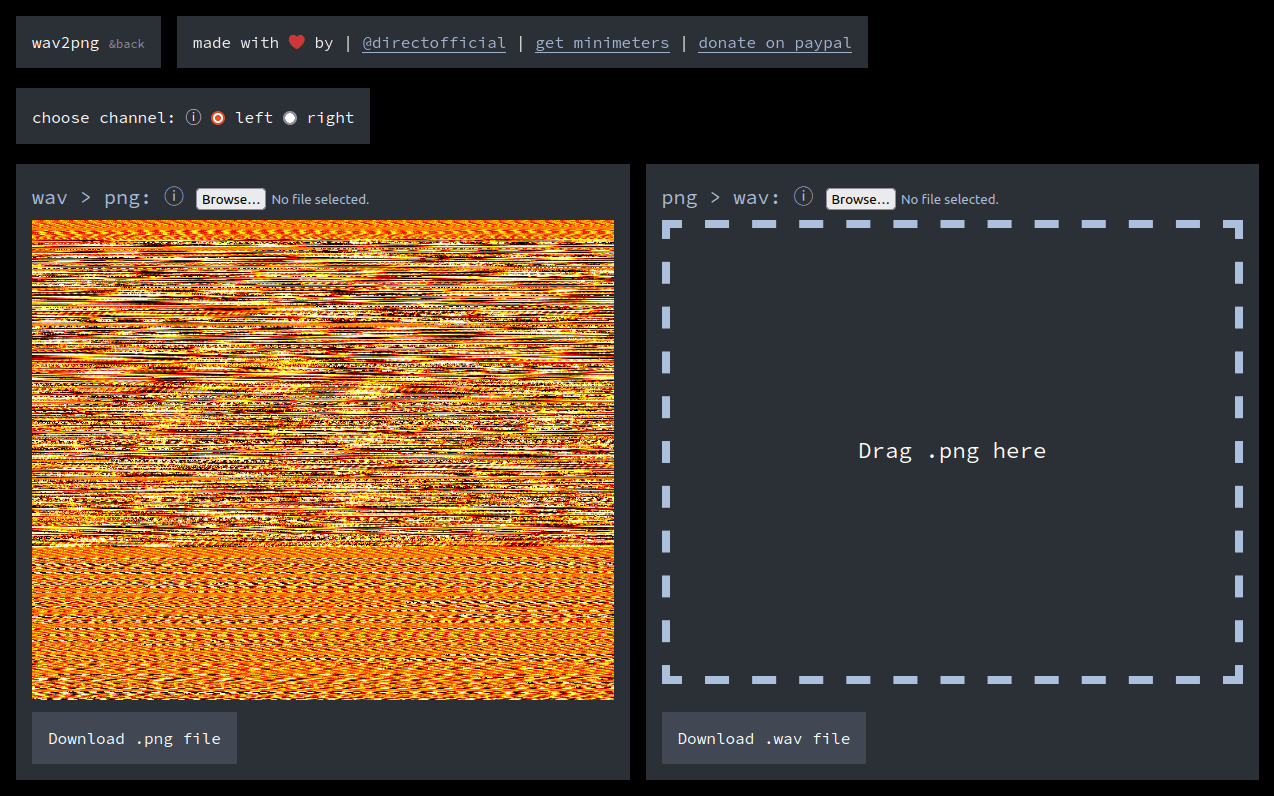 wav2png &back
made with ❤️ by | @directofficial | get minimeters | donate on paypal
choose channel: ⓘ left right
wav > png: ⓘ Browse... No file selected.
png > wav: ⓘ Browse... No file selected.
Drag .png here
Download .png file
Download .wav file